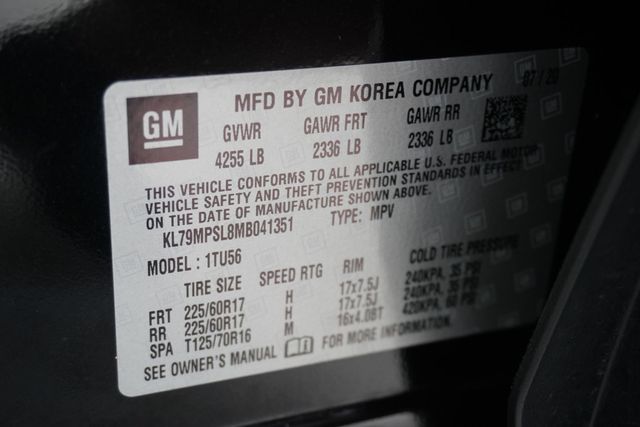 GM
MFD BY GM KOREA COMPANY 07/20
GVWR GAWR FRT GAWR RR
4255 LB 2336 LB 2336 LB
THIS VEHICLE CONFORMS TO ALL APPLICABLE U.S. FEDERAL MOTOR
VEHICLE SAFETY AND THEFT PREVENTION STANDARDS IN EFFECT
ON THE DATE OF MANUFACTURE SHOWN ABOVE.
KL79MPSL8MB041351 TYPE: MPV
MODEL: 1TU56
TIRE SIZE SPEED RTG RIM COLD TIRE PRESSURE
FRT 225/60R17 H 17x7.5J 240KPA, 35 PSI
RR 225/60R17 H 17x7.5J 240KPA, 35 PSI
SPA T125/70R16 M 16x4.0BT 420KPA, 60 PSI
SEE OWNER'S MANUAL FOR MORE INFORMATION.